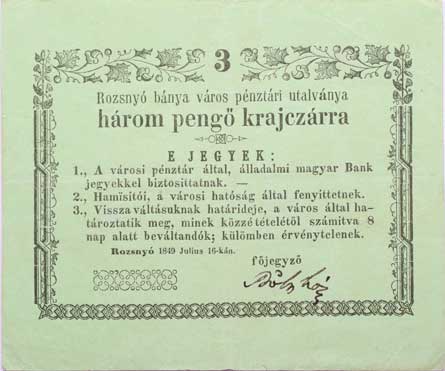 3
Rozsnyó bánya város pénztári utalványa
három pengő krajczárra
E JEGYEK:
1., A városi pénztár által, álladalmi magyar Bank
jegyekkel biztosittatnak. —
2., Hamisitói, a városi hatóság által fenyittetnek.
3., Vissza váltásuknak határideje, a város által ha-
tároztatik meg, minek közzé tételétől számitva 8
nap alatt beváltandók; külömben érvénytelenek.
Rozsnyó 1849 Julius 16-kán.
főjegyző